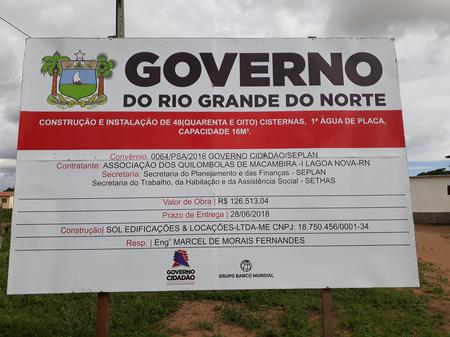 GOVERNO
DO RIO GRANDE DO NORTE
CONSTRUÇÃO E INSTALAÇÃO DE 48(QUARENTA E OITO) CISTERNAS, 1ª ÁGUA DE PLACA,
CAPACIDADE 16M³.
Convêrnio: 0064/PSA/2016 GOVERNO CIDADÃO/SEPLAN
Contratante: ASSOCIAÇÃO DOS QUILOMBOLAS DE MACAMBIRA -I LAGOA NOVA-RN
Secretaria: Secretaria do Planejamento e das Finanças - SEPLAN
Secretaria do Trabalho, da Habitação e da Assistência Social - SETHAS
Valor de Obra| R$ 126.513,04
Prazo de Entrega | 28/06/2018
Construção| SOL EDIFICAÇÕES & LOCAÇÕES-LTDA-ME CNPJ: 18.750.456/0001-34
Resp. | Engº MARCEL DE MORAIS FERNANDES
GOVERNO
CIDADÃO
GRUPO BANCO MUNDIAL